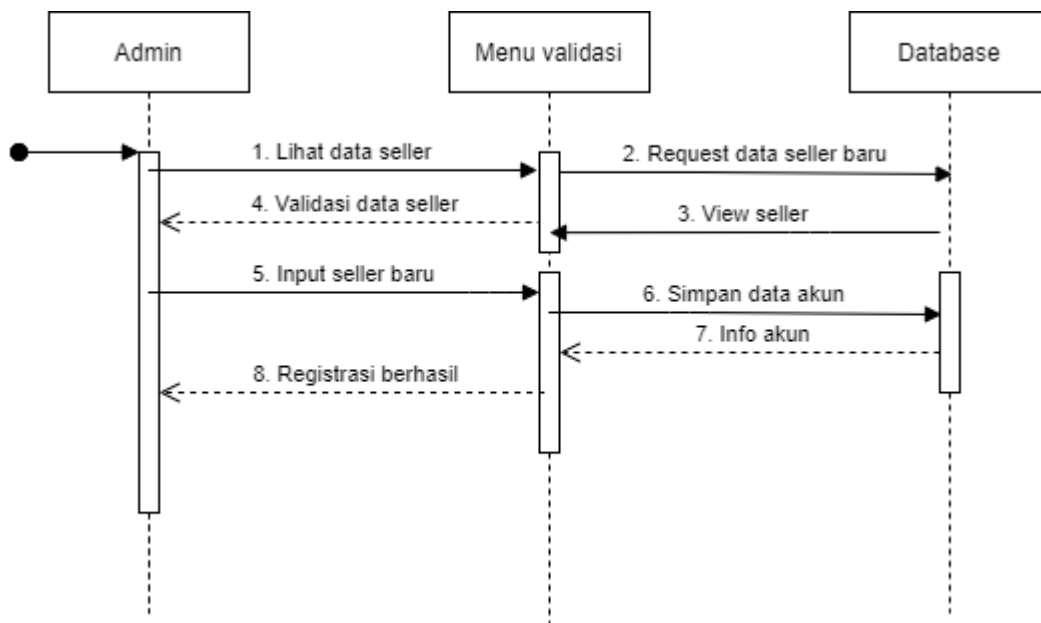 Admin
Menu validasi
Database
1. Lihat data seller
2. Request data seller baru
4. Validasi data seller
3. View seller
5. Input seller baru
6. Simpan data akun
7. Info akun
8. Registrasi berhasil